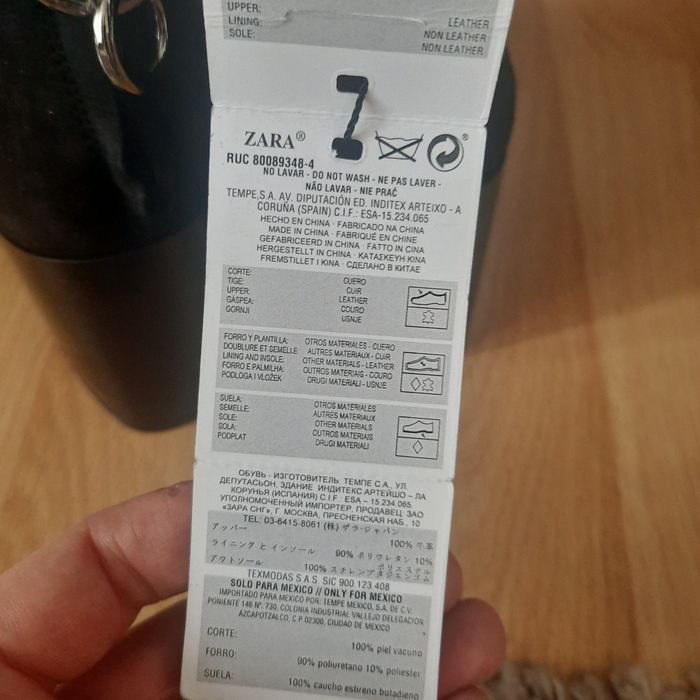 UPPER:
LINING:
SOLE:
LEATHER
NON LEATHER
NON LEATHER
ZARA®
RUC 80089348-4
NO LAVAR - DO NOT WASH - NE PAS LAVER -
NÃO LAVAR - NIE PRAĆ
TEMPE,S.A. AV. DIPUTACIÓN ED. INDITEX ARTEIXO - A
CORUÑA (SPAIN) C.I.F.: ESA-15.234.065
HECHO EN CHINA · FABRICADO NA CHINA
MADE IN CHINA · FABRIQUÉ EN CHINE
GEFABRICEERD IN CHINA · FATTO IN CINA
HERGESTELLT IN CHINA · ΚΑΤΑΣΚΕΥΗ ΚΙΝΑ
FREMSTILLET I KINA · СДЕЛАНО В КИТАЕ
CORTE: CUERO
TIGE: CUIR
UPPER: LEATHER
GÁSPEA: COURO
GORNJI USNJE
FORRO Y PLANTILLA: OTROS MATERIALES - CUERO
DOUBLURE ET SEMELLE: AUTRES MATERIAUX - CUIR
LINING AND INSOLE: OTHER MATERIALS - LEATHER
FORRO E PALMILHA: OUTROS MATERIAIS - COURO
PODLOGA I VLOŽEK DRUGI MATERIALI - USNJE
SUELA: OTROS MATERIALES
SEMELLE: AUTRES MATERIAUX
SOLE: OTHER MATERIALS
SOLA: OUTROS MATERIAIS
PODPLAT DRUGI MATERIALI
ОБУВЬ - ИЗГОТОВИТЕЛЬ: ТЕМПЕ С.А., УЛ.
ДЕПУТАСЬОН, ЗДАНИЕ ИНДИТЕКС АРТЕЙШО – ЛА
КОРУНЬЯ (ИСПАНИЯ) C.I.F. ESA – 15.234.065.
УПОЛНОМОЧЕННЫЙ ИМПОРТЕР, ПРОДАВЕЦ: ЗАО
«ЗАРА СНГ», Г. МОСКВА, ПРЕСНЕНСКАЯ НАБ., 10
TEL: 03-6415-8061 (株) ザラ・ジャパン
アッパー 100% 牛革
ライニング と インソール 90% ポリウレタン 10%
ポリエステル
アウトソール 100% スチレンブタジエンゴム
TEXMODAS S.A.S. SIC 900.123.408
SOLO PARA MÉXICO // ONLY FOR MEXICO
IMPORTADO PARA MEXICO POR: TEMPE MEXICO, S.A. DE C.V.
PONIENTE 146 Nº. 730, COLONIA INDUSTRIAL VALLEJO DELEGACION
AZCAPOTZALCO, C.P 02300, CIUDAD DE MEXICO
CORTE: 100% piel vacuno
FORRO: 90% poliuretano 10% poliester
SUELA: 100% caucho estireno butadieno